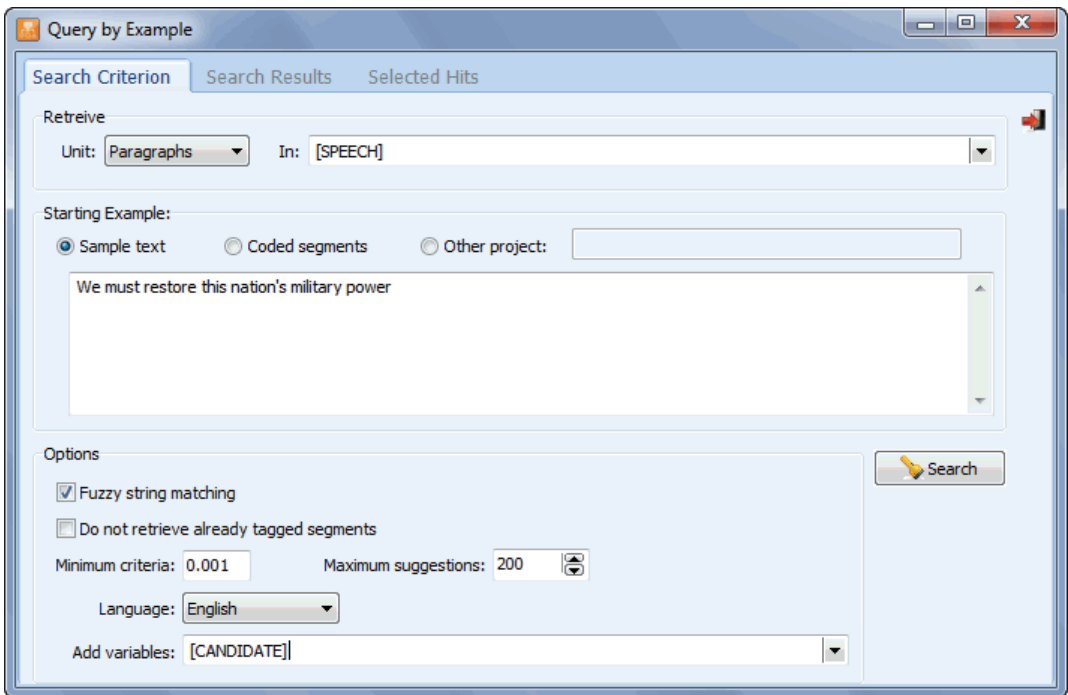 Query by Example
Search Criterion Search Results Selected Hits
Retreive
Unit: Paragraphs In: [SPEECH]
Starting Example:
Sample text Coded segments Other project:
We must restore this nation's military power
Options
Search
Fuzzy string matching
Do not retrieve already tagged segments
Minimum criteria: 0.001 Maximum suggestions: 200
Language: English
Add variables: [CANDIDATE]